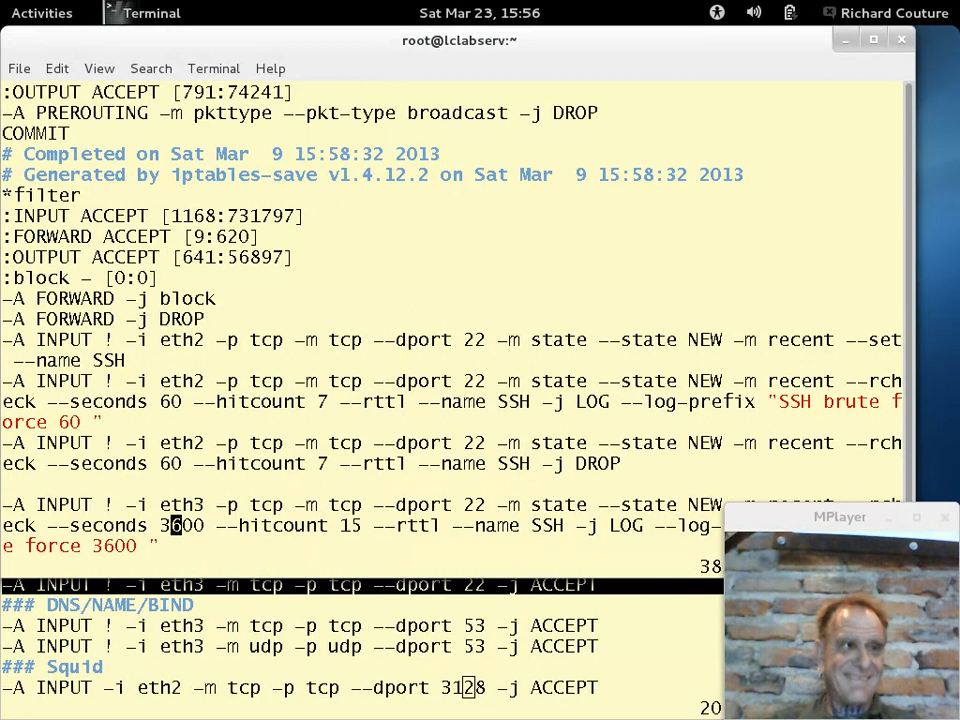 Activities
Terminal
Sat Mar 23, 15:56
Richard Couture
root@lclabserv:~
File Edit View Search Terminal Help
:OUTPUT ACCEPT [791:74241]
-A PREROUTING -m pkttype --pkt-type broadcast -j DROP
COMMIT
# Completed on Sat Mar  9 15:58:32 2013
# Generated by iptables-save v1.4.12.2 on Sat Mar  9 15:58:32 2013
*filter
:INPUT ACCEPT [1168:731797]
:FORWARD ACCEPT [9:620]
:OUTPUT ACCEPT [641:56897]
:block - [0:0]
-A FORWARD -j block
-A FORWARD -j DROP
-A INPUT ! -i eth2 -p tcp -m tcp --dport 22 -m state --state NEW -m recent --set
--name SSH
-A INPUT ! -i eth2 -p tcp -m tcp --dport 22 -m state --state NEW -m recent --rch
eck --seconds 60 --hitcount 7 --rttl --name SSH -j LOG --log-prefix "SSH brute f
orce 60 "
-A INPUT ! -i eth2 -p tcp -m tcp --dport 22 -m state --state NEW -m recent --rch
eck --seconds 60 --hitcount 7 --rttl --name SSH -j DROP
-A INPUT ! -i eth3 -p tcp -m tcp --dport 22 -m state --state NEW
eck --seconds 3600 --hitcount 15 --rttl --name SSH -j LOG --log-
e force 3600 "
38
-A INPUT ! -i eth3 -m tcp -p tcp --dport 22 -j ACCEPT
### DNS/NAME/BIND
-A INPUT ! -i eth3 -m tcp -p tcp --dport 53 -j ACCEPT
-A INPUT ! -i eth3 -m udp -p udp --dport 53 -j ACCEPT
### Squid
-A INPUT -i eth2 -m tcp -p tcp --dport 3128 -j ACCEPT
20
MPlayer